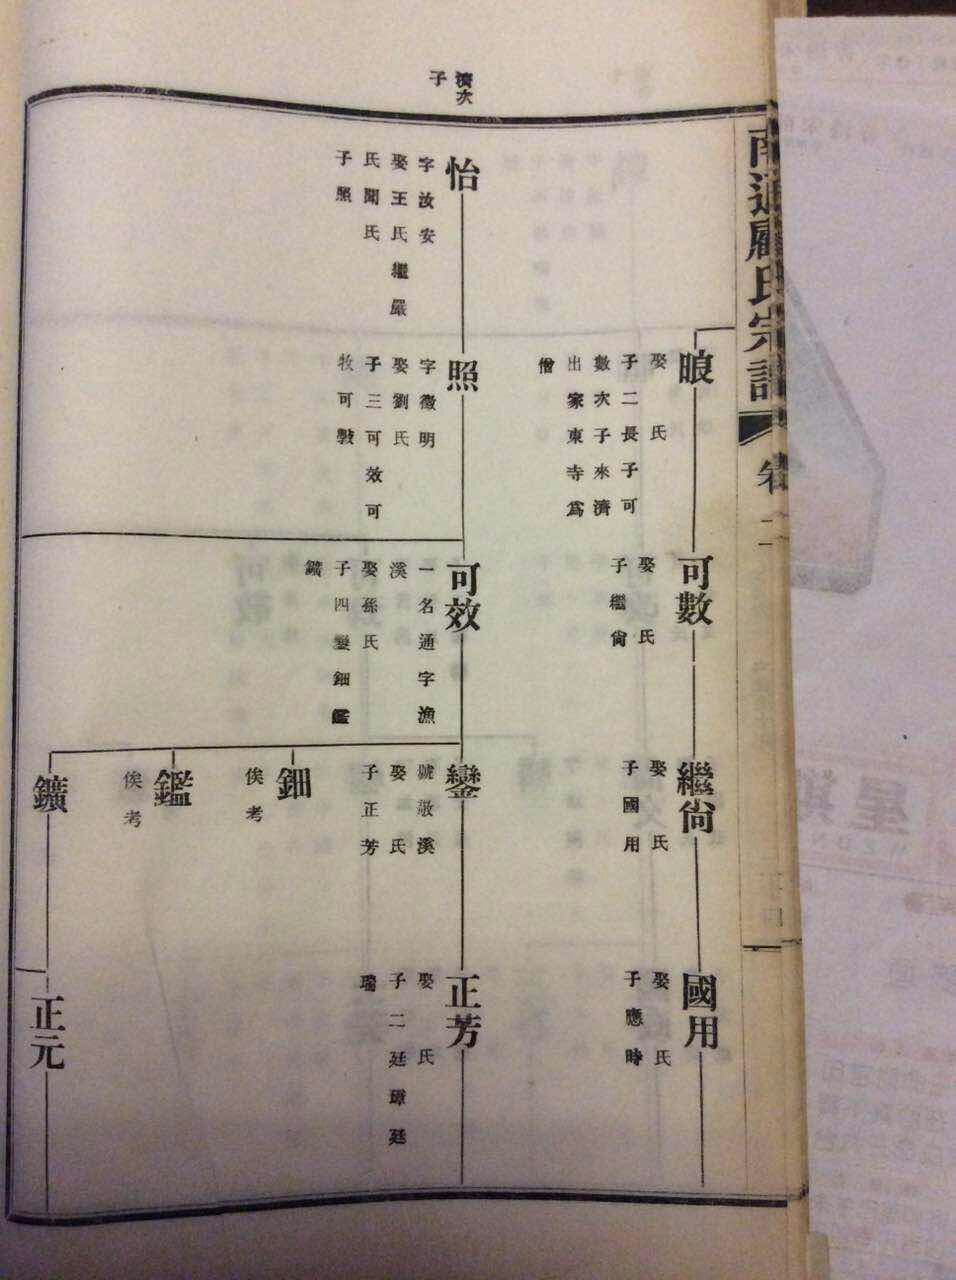 南通顧氏宗譜
卷二
濟次
子
㫰
娶　氏
子二長子可
數次子來濟
出家東寺爲
僧
可數
娶　氏
子繼尙
繼尙
娶　氏
子國用
國用
娶　氏
子應時
怡
字汝安
娶王氏繼嚴
氏聞氏
子照
照
字徵明
娶劉氏
子三可效可
牧可斅
可效
一名通字漁
溪
娶孫氏
子四鑾鈿鑑
鑛
鑾
號敬溪
娶　氏
子正芳
正芳
娶　氏
子二廷璋廷
瑞
鈿
俟考
鑑
俟考
鑛
正元